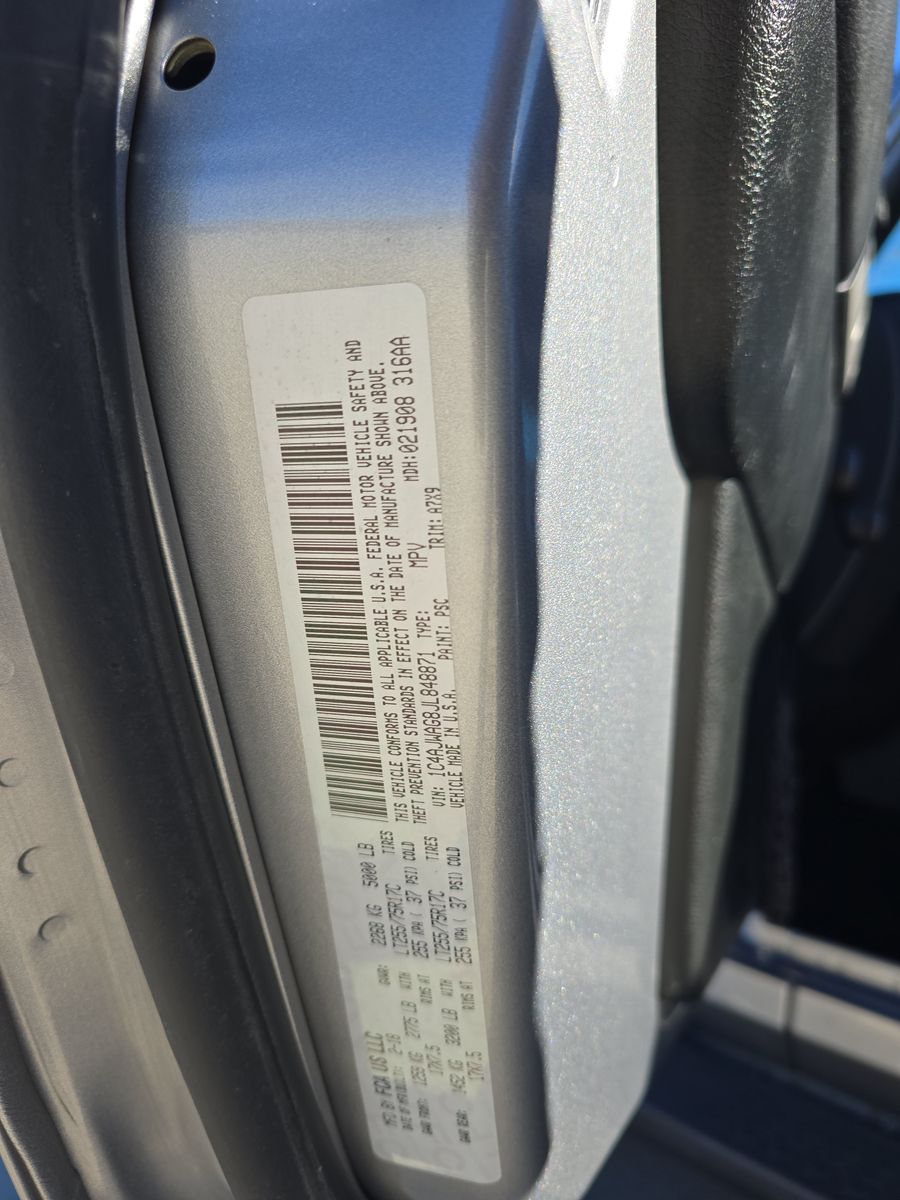 MFD BY FCA US LLC
DATE OF MFR(BUILT): 2-18 GVWR: 2268 KG 5000 LB
GAWR FRONT: 1259 KG 2775 LB WITH LT255/75R17C TIRES
17X7.5 RIMS AT 255 KPA ( 37 PSI) COLD
GAWR REAR: 1452 KG 3200 LB WITH LT255/75R17C TIRES
17X7.5 RIMS AT 255 KPA ( 37 PSI) COLD
THIS VEHICLE CONFORMS TO ALL APPLICABLE U.S.A. FEDERAL MOTOR VEHICLE SAFETY AND
THEFT PREVENTION STANDARDS IN EFFECT ON THE DATE OF MANUFACTURE SHOWN ABOVE.
VIN: 1C4AJWAG8JL848871 TYPE: MPV MDH:021908 316AA
VEHICLE MADE IN U.S.A. PAINT: PSC TRIM: A7X9